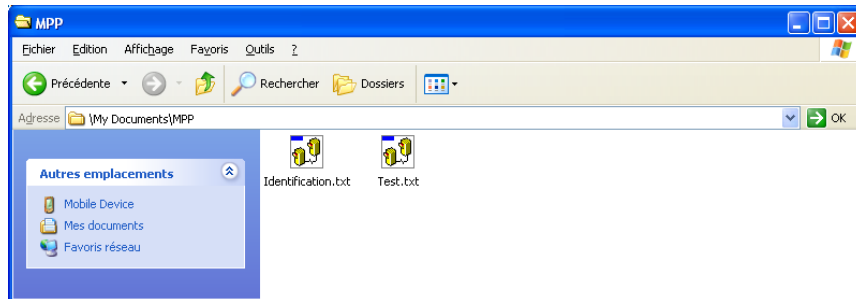 MPP
Fichier Edition Affichage Favoris Outils ?
Précédente Rechercher Dossiers
Adresse \My Documents\MPP OK
Autres emplacements
Mobile Device
Mes documents
Favoris réseau
Identification.txt Test.txt